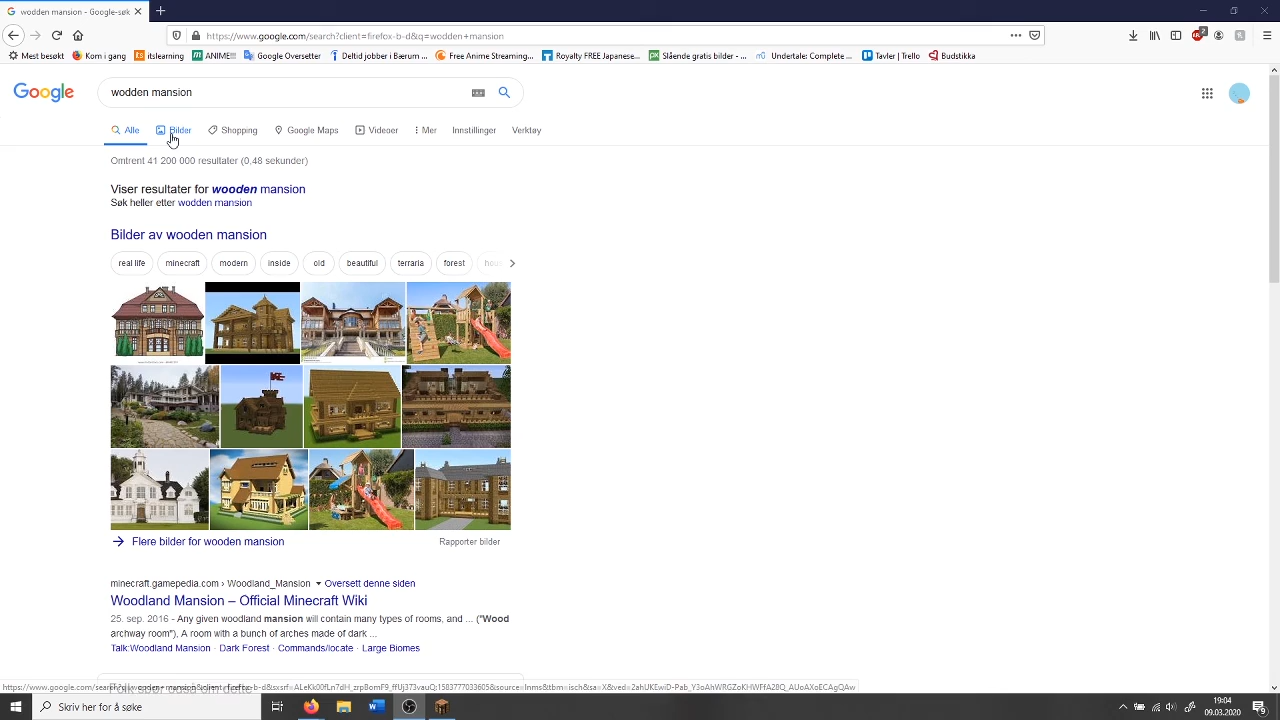 wodden mansion - Google-søk
https://www.google.com/search?client=firefox-b-d&q=wodden+mansion
Mest besøkt Kom i gang itslearning ANIME!! Google Oversetter Deltid jobber i Bærum ... Free Anime Streaming... Royalty FREE Japanese... Slående gratis bilder - ... Undertale: Complete ... Tavler | Trello Budstikka
Google wodden mansion
Alle Bilder Shopping Google Maps Videoer Mer Innstillinger Verktøy
Omtrent 41 200 000 resultater (0,48 sekunder)
Viser resultater for wooden mansion
Søk heller etter wodden mansion
Bilder av wooden mansion
real life minecraft modern inside old beautiful terraria forest
Flere bilder for wooden mansion Rapporter bilder
minecraft.gamepedia.com › Woodland_Mansion Oversett denne siden
Woodland Mansion – Official Minecraft Wiki
25. sep. 2016 - Any given woodland mansion will contain many types of rooms, and ... ("Wood
archway room"). A room with a bunch of arches made of dark ...
Talk:Woodland Mansion · Dark Forest · Commands/locate · Large Biomes
Skriv her for å søke
19:04
09.03.2020